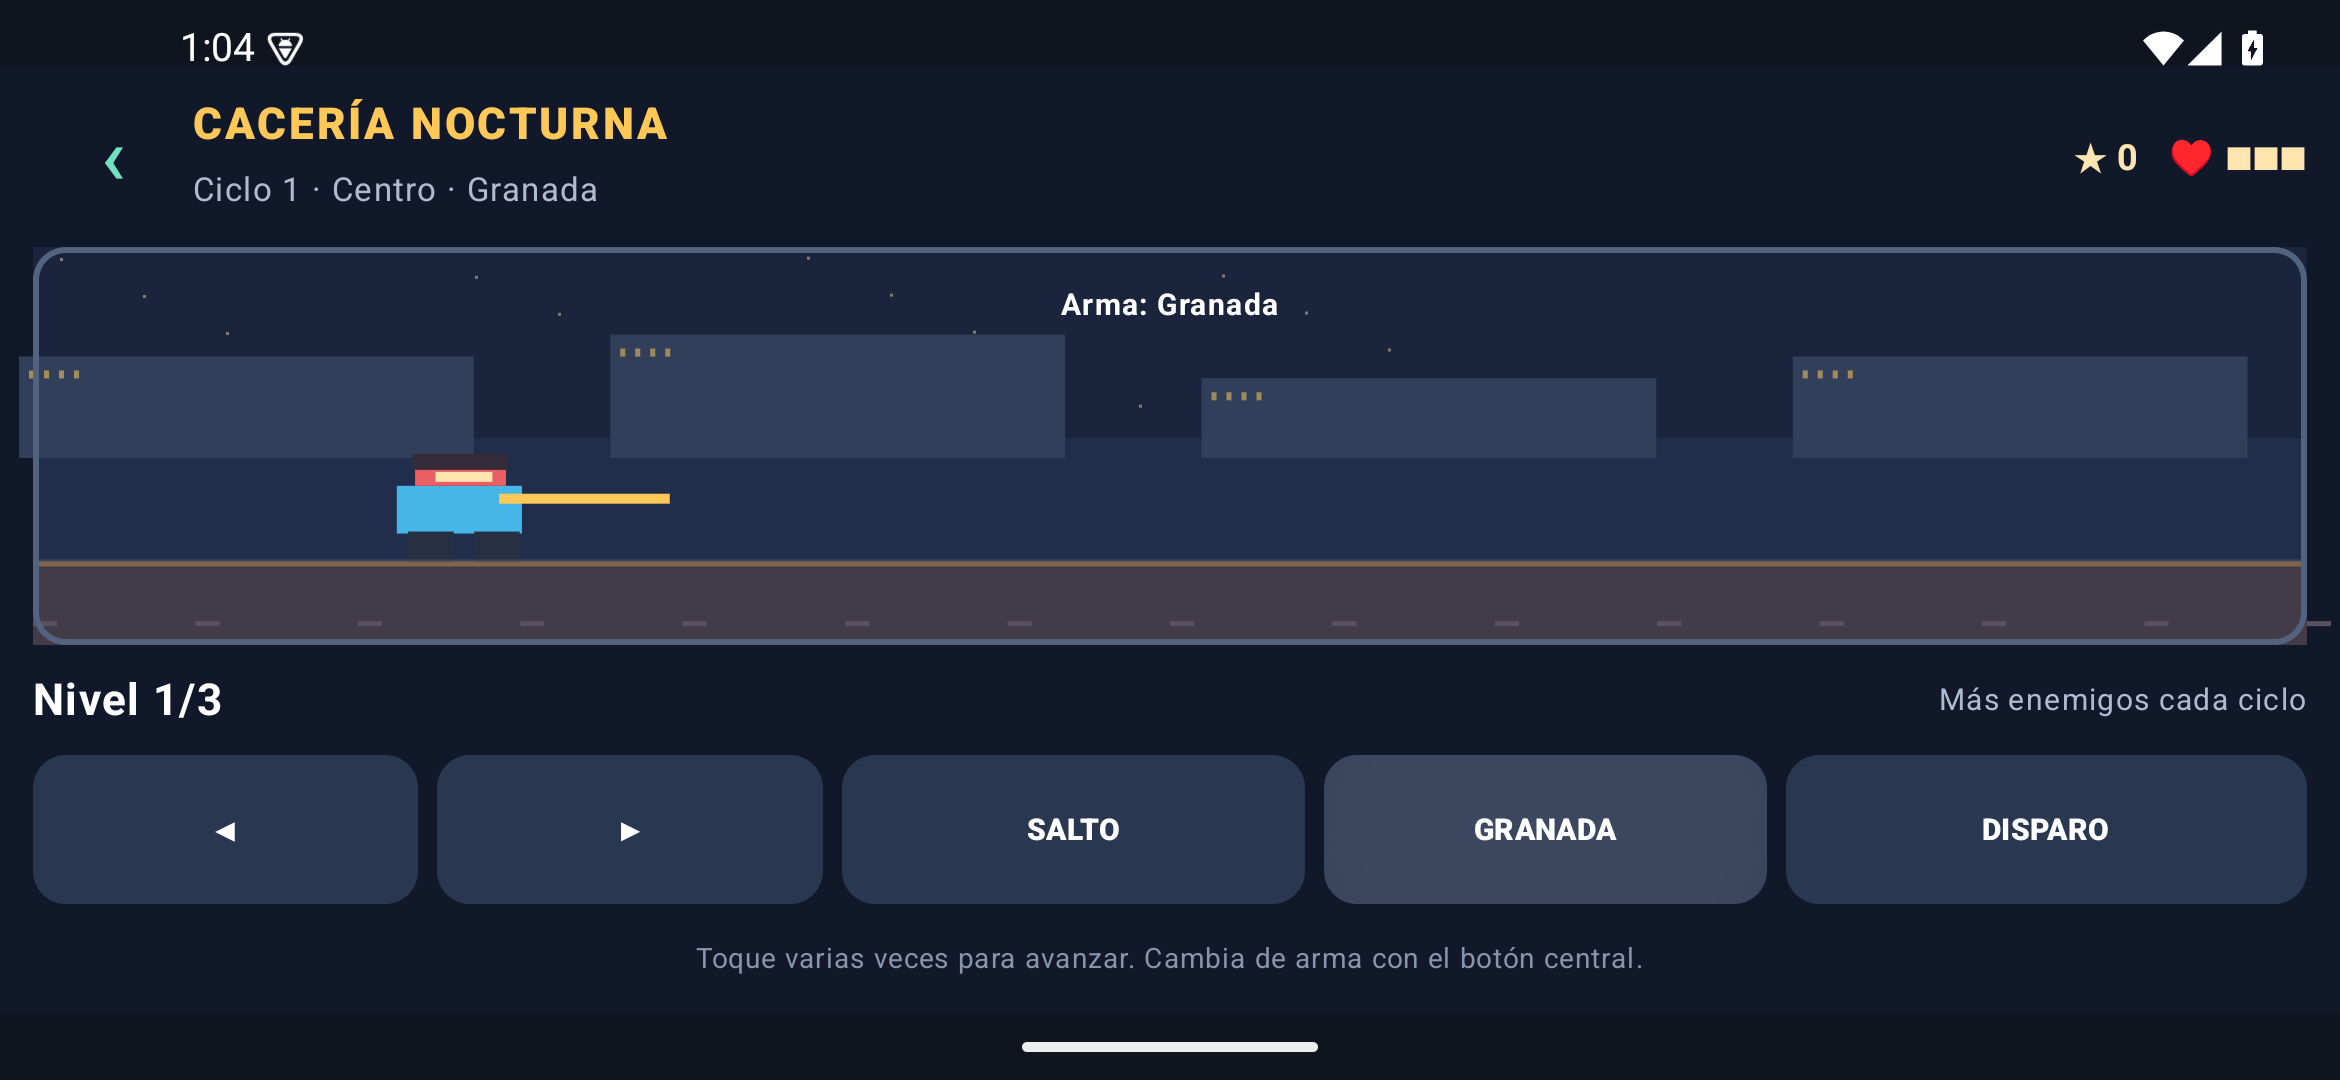 1:04
CACERÍA NOCTURNA
Ciclo 1 · Centro · Granada
★ 0 ❤️ ■■■
Arma: Granada
Nivel 1/3
Más enemigos cada ciclo
◄ ► SALTO GRANADA DISPARO
Toque varias veces para avanzar. Cambia de arma con el botón central.